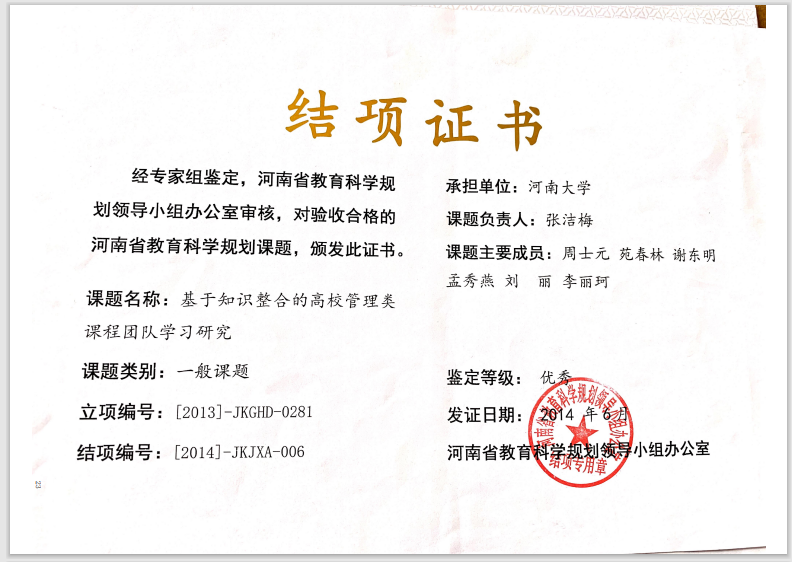 结项证书
经专家组鉴定，河南省教育科学规
划领导小组办公室审核，对验收合格的
河南省教育科学规划课题，颁发此证书。
课题名称：基于知识整合的高校管理类
课程团队学习研究
课题类别：一般课题
立项编号：[2013]-JKGHD-0281
结项编号：[2014]-JKJXA-006
承担单位：河南大学
课题负责人：张洁梅
课题主要成员：周士元 苑春林 谢东明
孟秀燕 刘 丽 李丽珂
鉴定等级： 优秀
发证日期： 2014 年 6 月
河南省教育科学规划领导小组办公室
河南省教育科学规划领导小组办公室
结项专用章
23